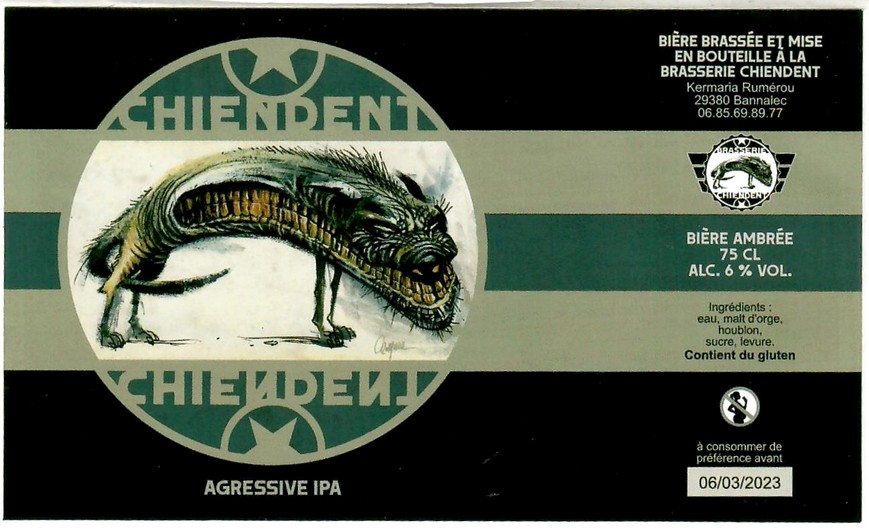 CHIENDENT
CHIENDENT
AGRESSIVE IPA
BIÈRE BRASSÉE ET MISE
EN BOUTEILLE À LA
BRASSERIE CHIENDENT
Kermaria Rumérou
29380 Bannalec
06.85.69.89.77
BRASSERIE
CHIENDENT
BIÈRE AMBRÉE
75 CL
ALC. 6 % VOL.
Ingrédients :
eau, malt d'orge,
houblon,
sucre, levure.
Contient du gluten
à consommer de
préférence avant
06/03/2023